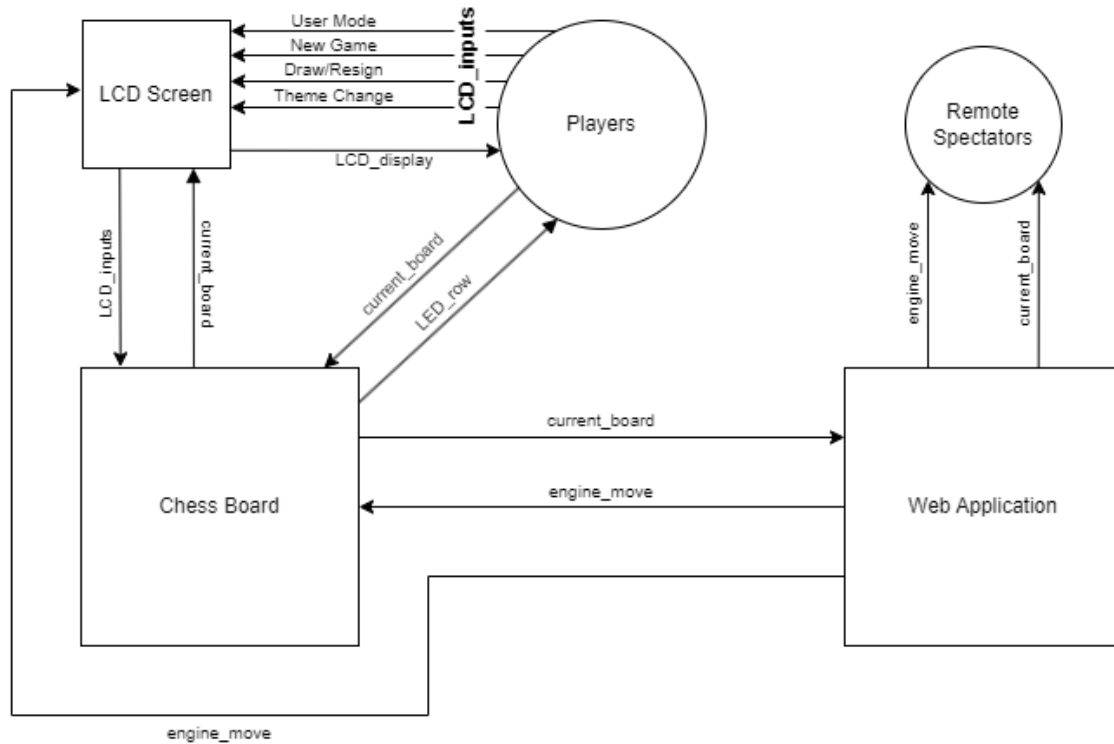 User Mode
New Game
Draw/Resign
Theme Change
LCD_inputs
LCD Screen
Players
Remote
Spectators
LCD_display
LCD_inputs
current_board
current_board
LED_row
engine_move
current_board
current_board
engine_move
Chess Board
Web Application
engine_move